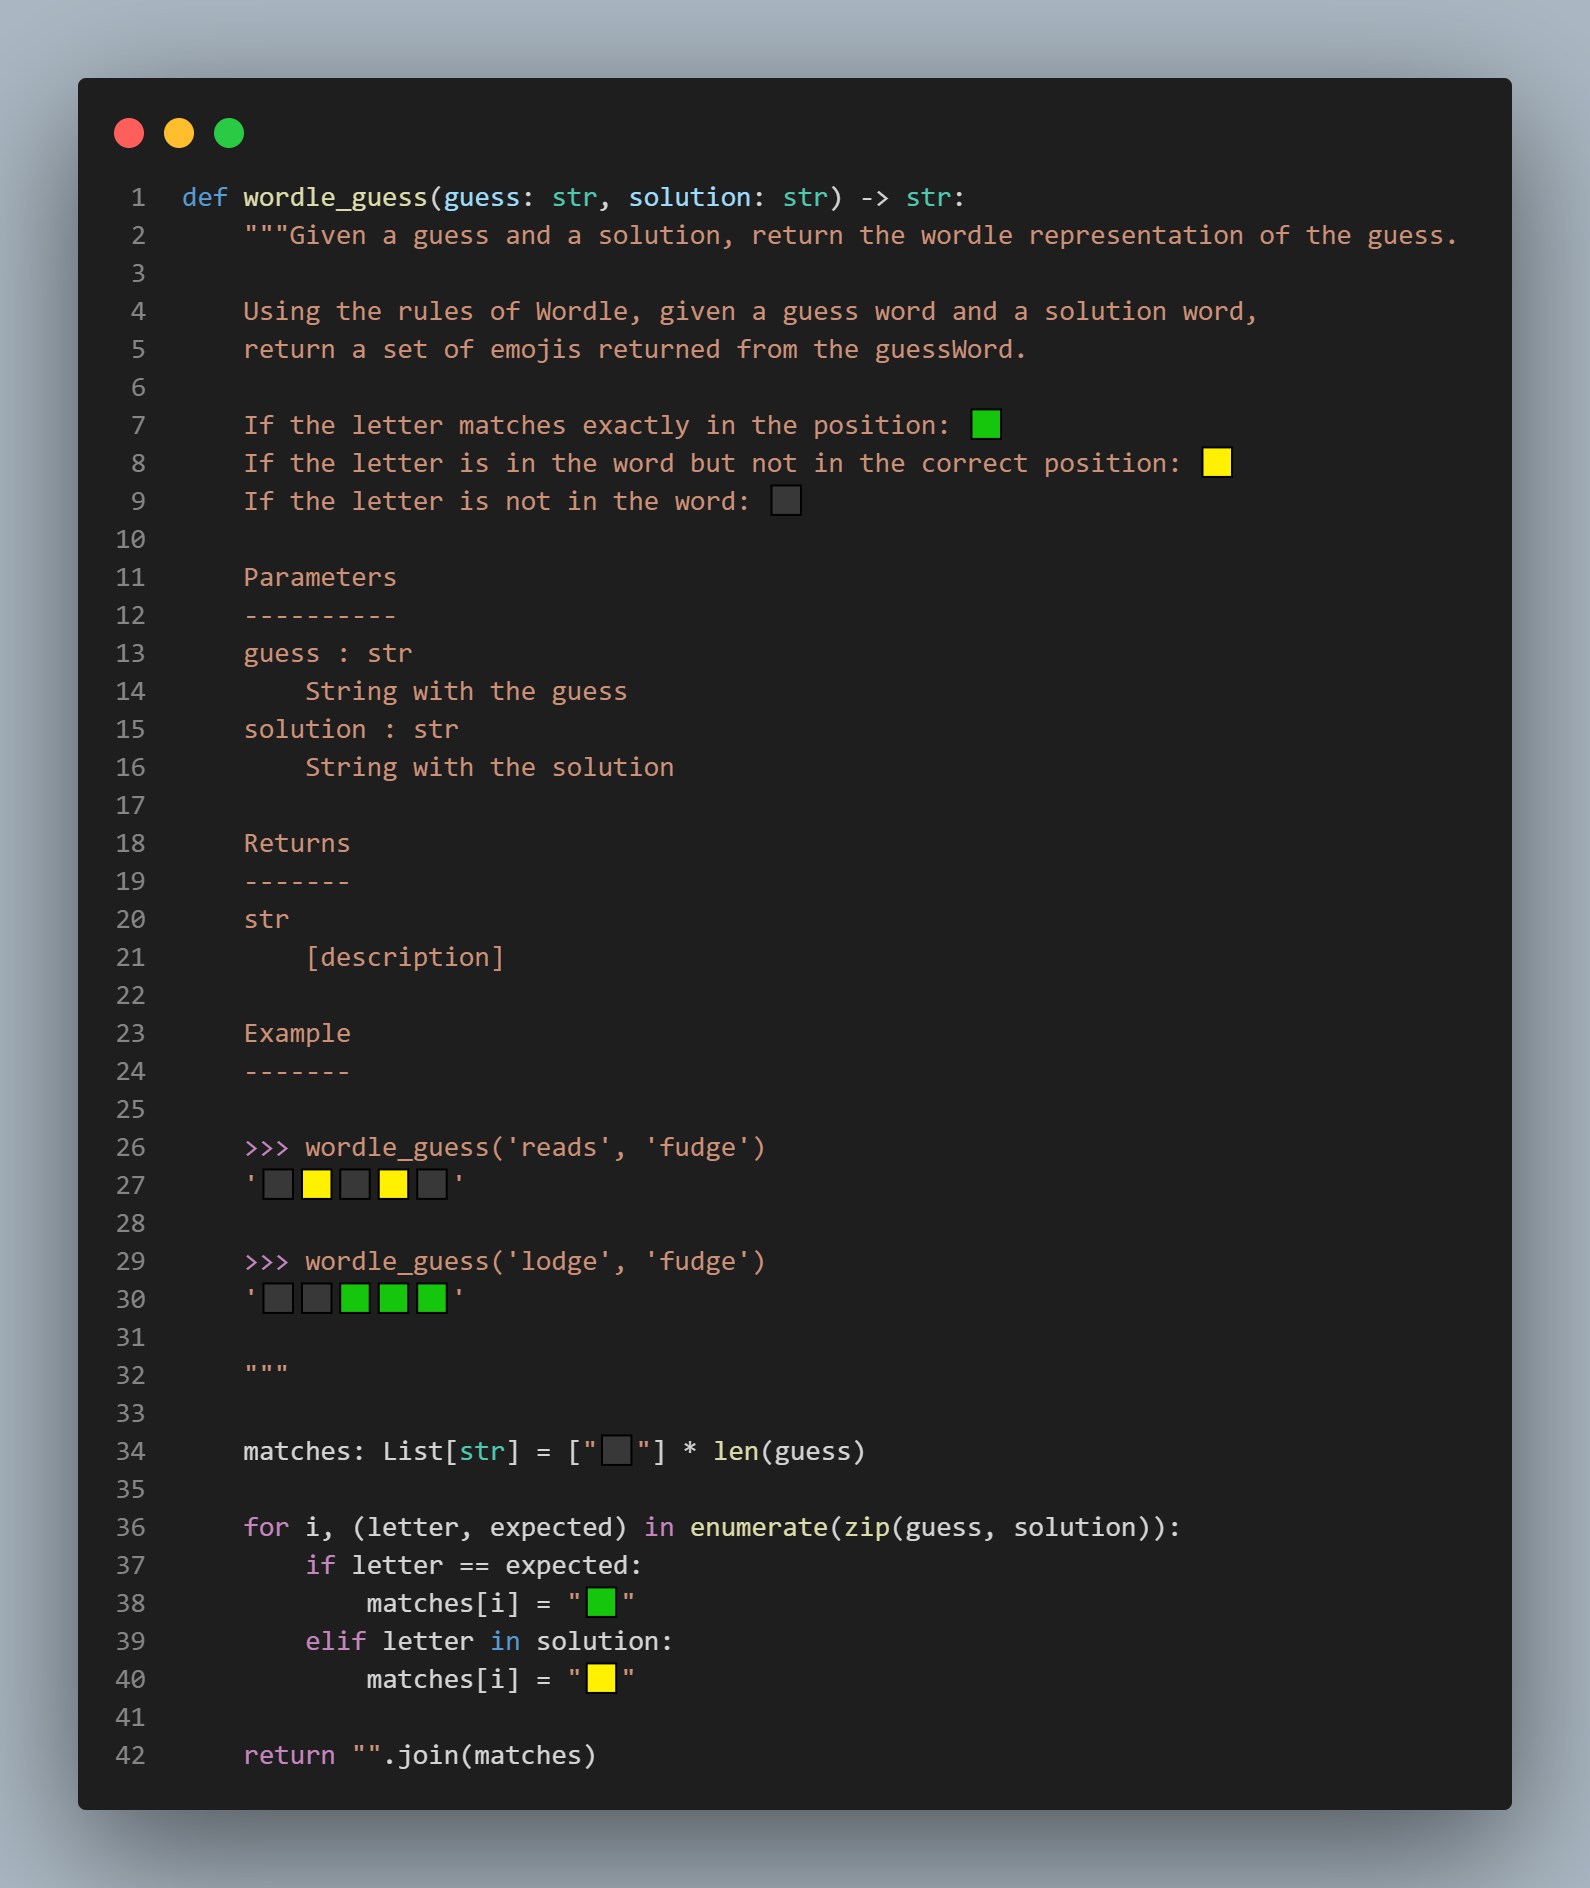 1 def wordle_guess(guess: str, solution: str) -> str:
2     """Given a guess and a solution, return the wordle representation of the guess.
3
4     Using the rules of Wordle, given a guess word and a solution word,
5     return a set of emojis returned from the guessWord.
6
7     If the letter matches exactly in the position: 🟩
8     If the letter is in the word but not in the correct position: 🟨
9     If the letter is not in the word: ⬛
10
11     Parameters
12     ----------
13     guess : str
14         String with the guess
15     solution : str
16         String with the solution
17
18     Returns
19     -------
20     str
21         [description]
22
23     Example
24     -------
25
26     >>> wordle_guess('reads', 'fudge')
27     '⬛🟨⬛🟨⬛'
28
29     >>> wordle_guess('lodge', 'fudge')
30     '⬛⬛🟩🟩🟩'
31
32     """
33
34     matches: List[str] = ["⬛"] * len(guess)
35
36     for i, (letter, expected) in enumerate(zip(guess, solution)):
37         if letter == expected:
38             matches[i] = "🟩"
39         elif letter in solution:
40             matches[i] = "🟨"
41
42     return "".join(matches)